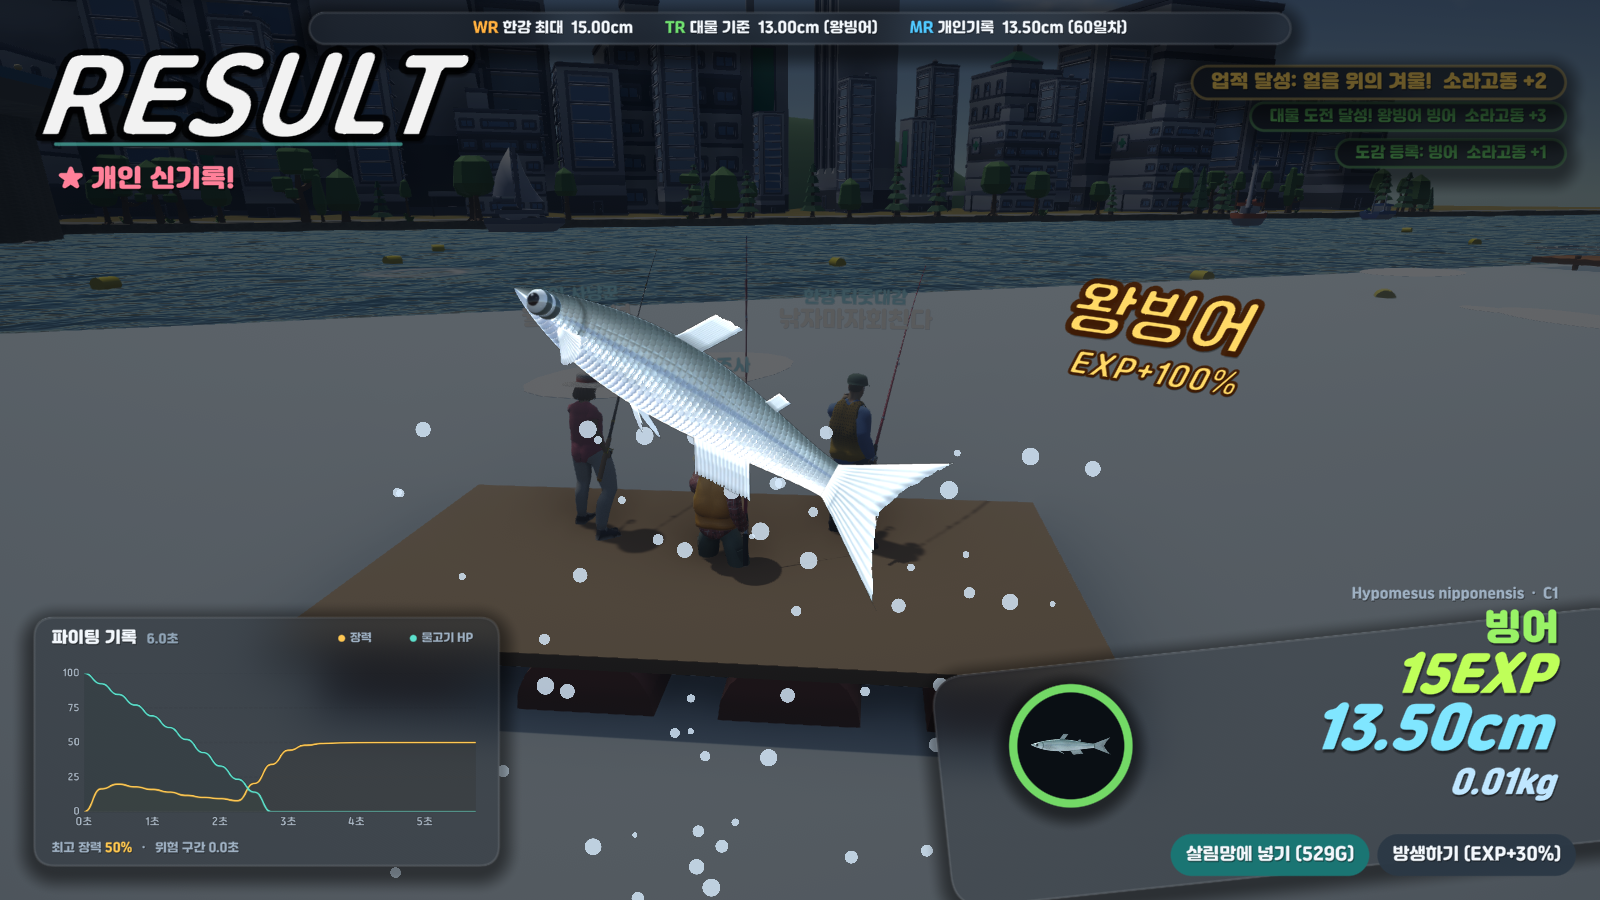 WR 한강 최대 15.00cm TR 대물 기준 13.00cm (왕빙어) MR 개인기록 13.50cm (60일차)
RESULT
★ 개인 신기록!
업적 달성: 얼음 위의 겨울! 소라고둥 +2
대물 도전 달성! 왕빙어 빙어 소라고둥 +3
도감 등록: 빙어 소라고둥 +1
왕빙어
EXP+100%
파이팅 기록 6.0초
장력 물고기 HP
100
75
50
25
0
0초 1초 2초 3초 4초 5초
최고 장력 50% · 위험 구간 0.0초
Hypomesus nipponensis · C1
빙어
15EXP
13.50cm
0.01kg
살림망에 넣기 (529G) 방생하기 (EXP+30%)